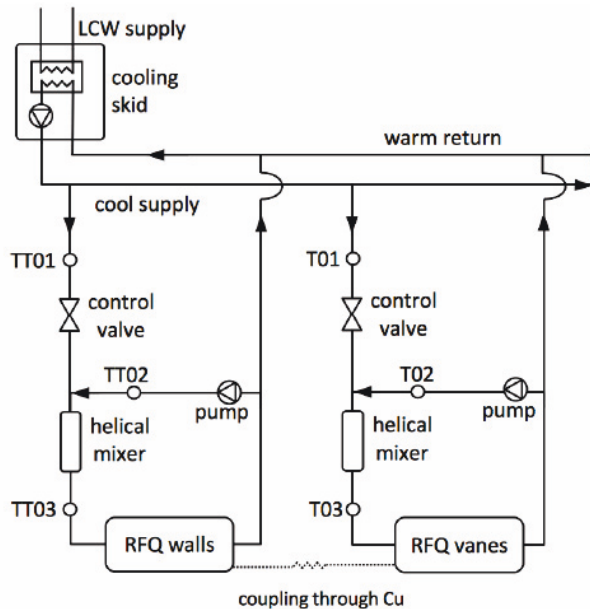 LCW supply
cooling
skid
warm return
cool supply
TT01
T01
control
valve
control
valve
TT02
T02
pump
pump
helical
mixer
helical
mixer
TT03
T03
RFQ walls
RFQ vanes
coupling through Cu